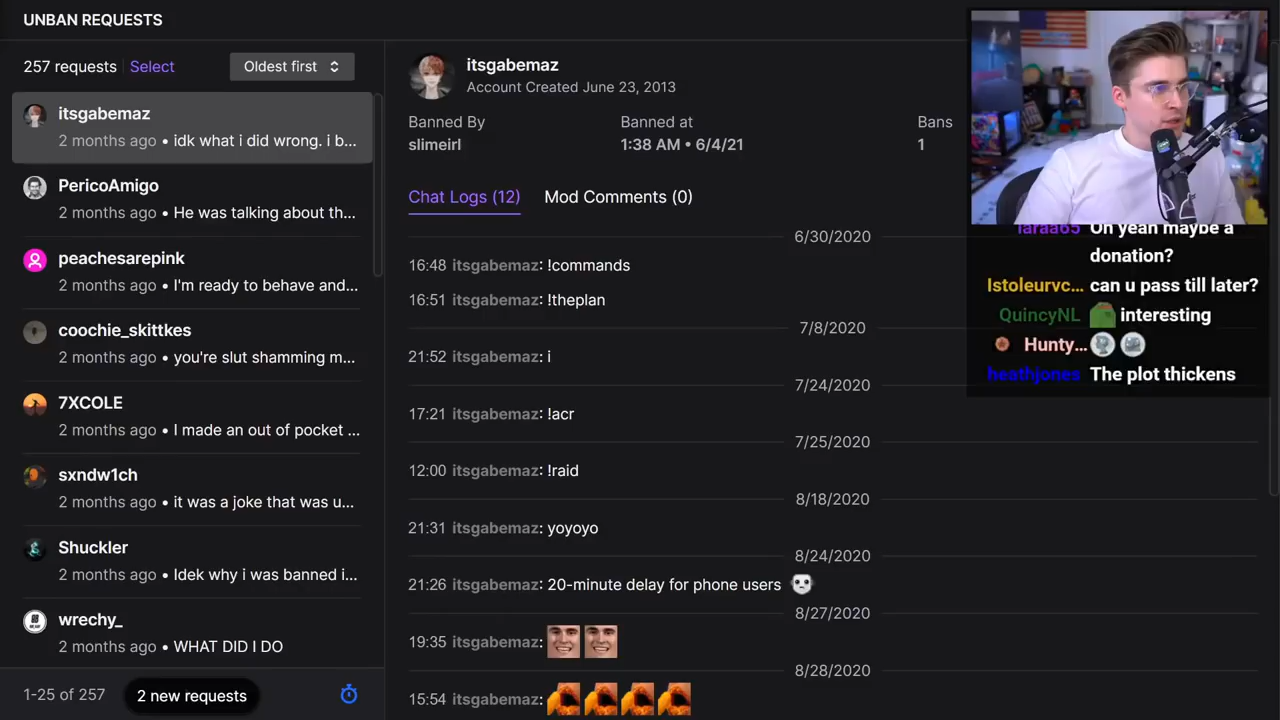 UNBAN REQUESTS
257 requests Select Oldest first
itsgabemaz
2 months ago • idk what i did wrong. i b...
PericoAmigo
2 months ago • He was talking about th...
peachesarepink
2 months ago • I'm ready to behave and...
coochie_skittkes
2 months ago • you're slut shamming m...
7XCOLE
2 months ago • I made an out of pocket ...
sxndw1ch
2 months ago • it was a joke that was u...
Shuckler
2 months ago • Idek why i was banned i...
wrechy_
2 months ago • WHAT DID I DO
1-25 of 257 2 new requests
itsgabemaz
Account Created June 23, 2013
Banned By Banned at Bans
slimeirl 1:38 AM • 6/4/21 1
Chat Logs (12) Mod Comments (0)
6/30/2020
16:48 itsgabemaz: !commands
16:51 itsgabemaz: !theplan
7/8/2020
21:52 itsgabemaz: i
7/24/2020
17:21 itsgabemaz: !acr
7/25/2020
12:00 itsgabemaz: !raid
8/18/2020
21:31 itsgabemaz: yoyoyo
8/24/2020
21:26 itsgabemaz: 20-minute delay for phone users
8/27/2020
19:35 itsgabemaz:
8/28/2020
15:54 itsgabemaz:
laraa65 Oh yeah maybe a
donation?
Istoleurvc... can u pass till later?
QuincyNL interesting
Hunty...
heathjones The plot thickens